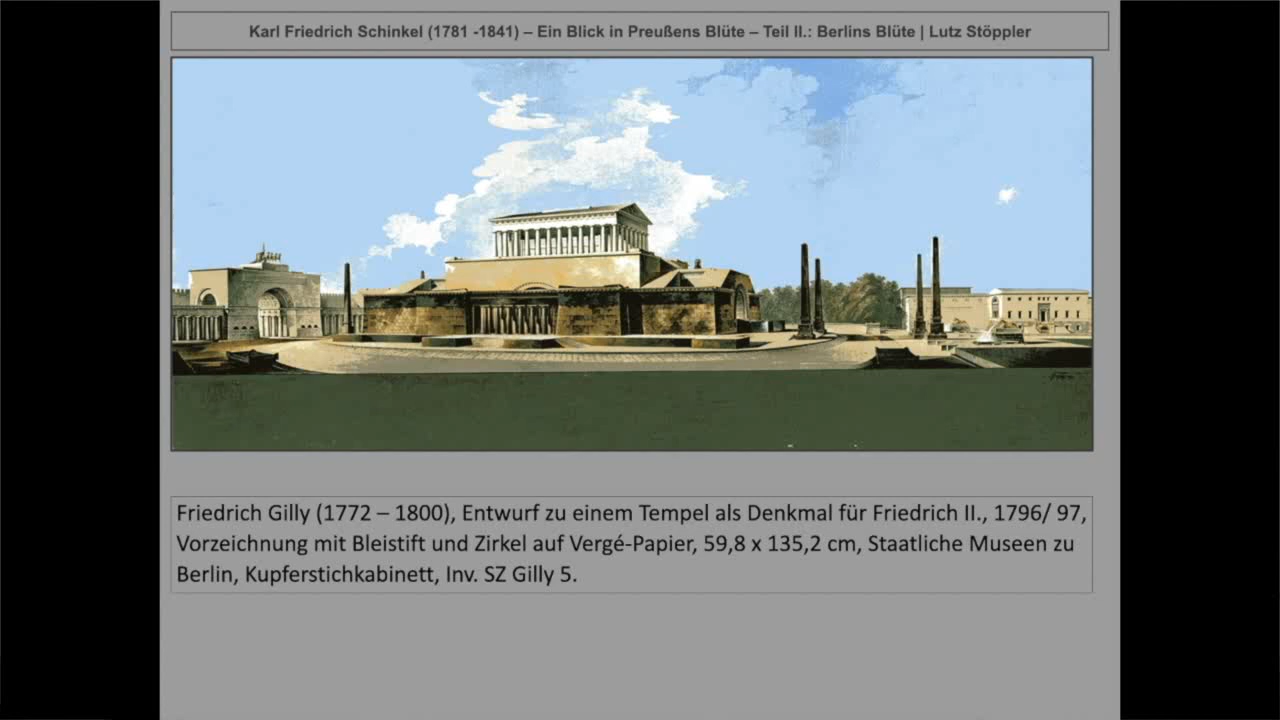 Karl Friedrich Schinkel (1781 -1841) – Ein Blick in Preußens Blüte – Teil II.: Berlins Blüte | Lutz Stöppler
Friedrich Gilly (1772 – 1800), Entwurf zu einem Tempel als Denkmal für Friedrich II., 1796/ 97,
Vorzeichnung mit Bleistift und Zirkel auf Vergé-Papier, 59,8 x 135,2 cm, Staatliche Museen zu
Berlin, Kupferstichkabinett, Inv. SZ Gilly 5.